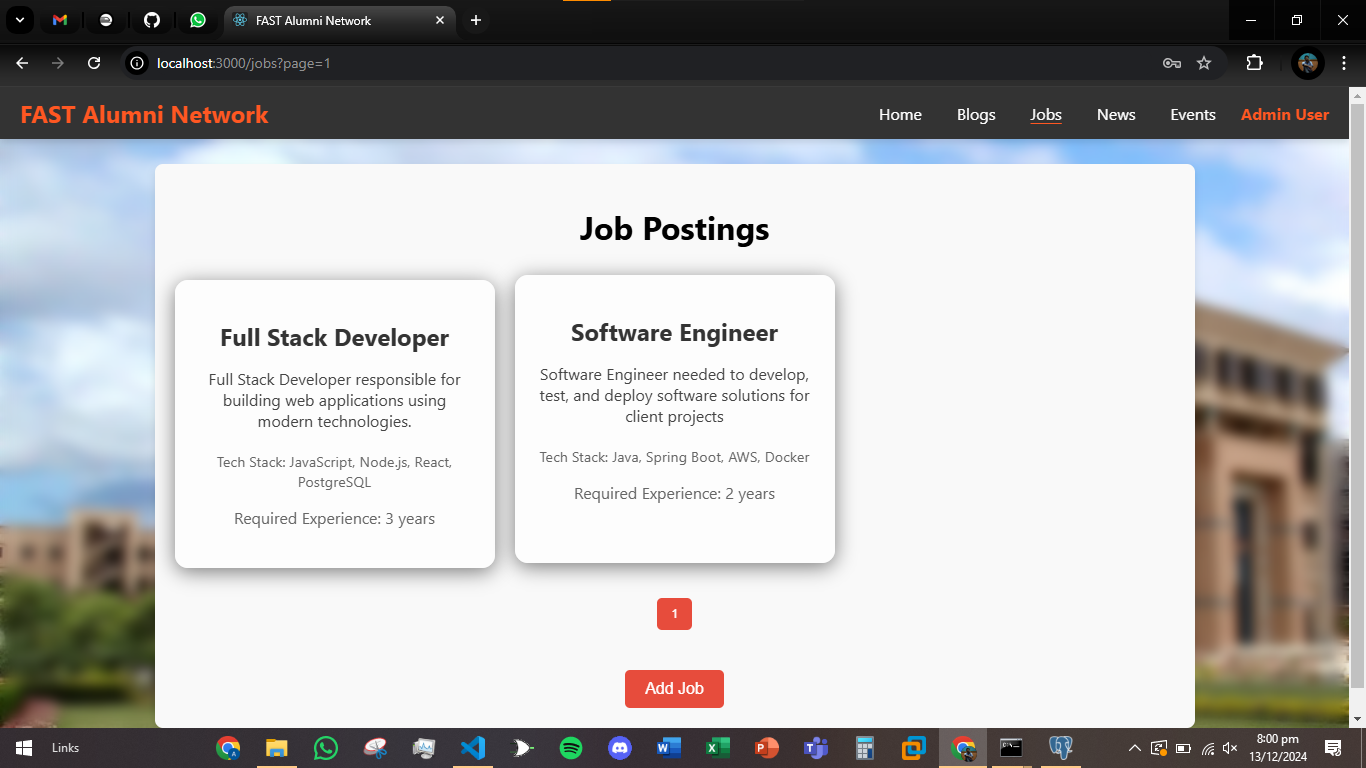 FAST Alumni Network
localhost:3000/jobs?page=1
FAST Alumni Network
Home Blogs Jobs News Events Admin User
Job Postings
Full Stack Developer
Full Stack Developer responsible for
building web applications using
modern technologies.
Tech Stack: JavaScript, Node.js, React,
PostgreSQL
Required Experience: 3 years
Software Engineer
Software Engineer needed to develop,
test, and deploy software solutions for
client projects
Tech Stack: Java, Spring Boot, AWS, Docker
Required Experience: 2 years
1
Add Job
Links
8:00 pm
13/12/2024